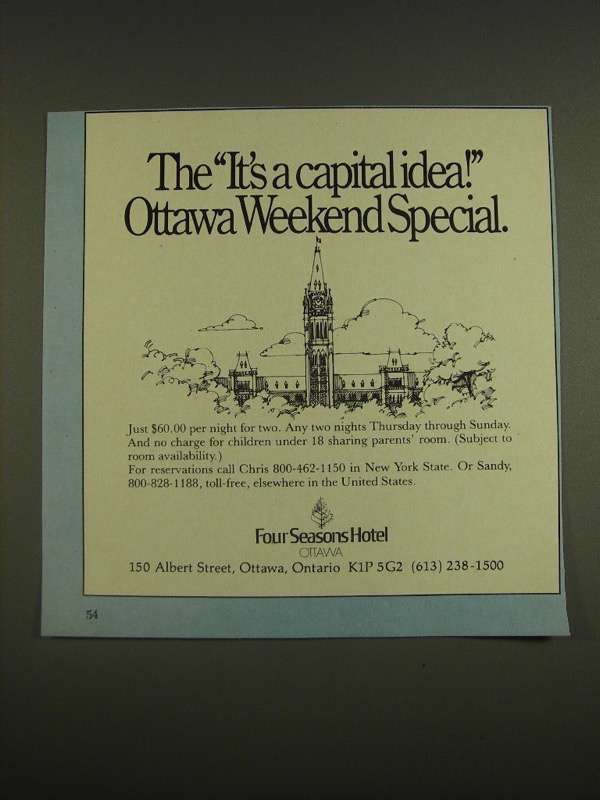 The “It's a capital idea!”
Ottawa Weekend Special.
Just $60.00 per night for two. Any two nights Thursday through Sunday.
And no charge for children under 18 sharing parents' room. (Subject to
room availability.)
For reservations call Chris 800-462-1150 in New York State. Or Sandy,
800-828-1188, toll-free, elsewhere in the United States.
Four Seasons Hotel
OTTAWA
150 Albert Street, Ottawa, Ontario K1P 5G2 (613) 238-1500
54